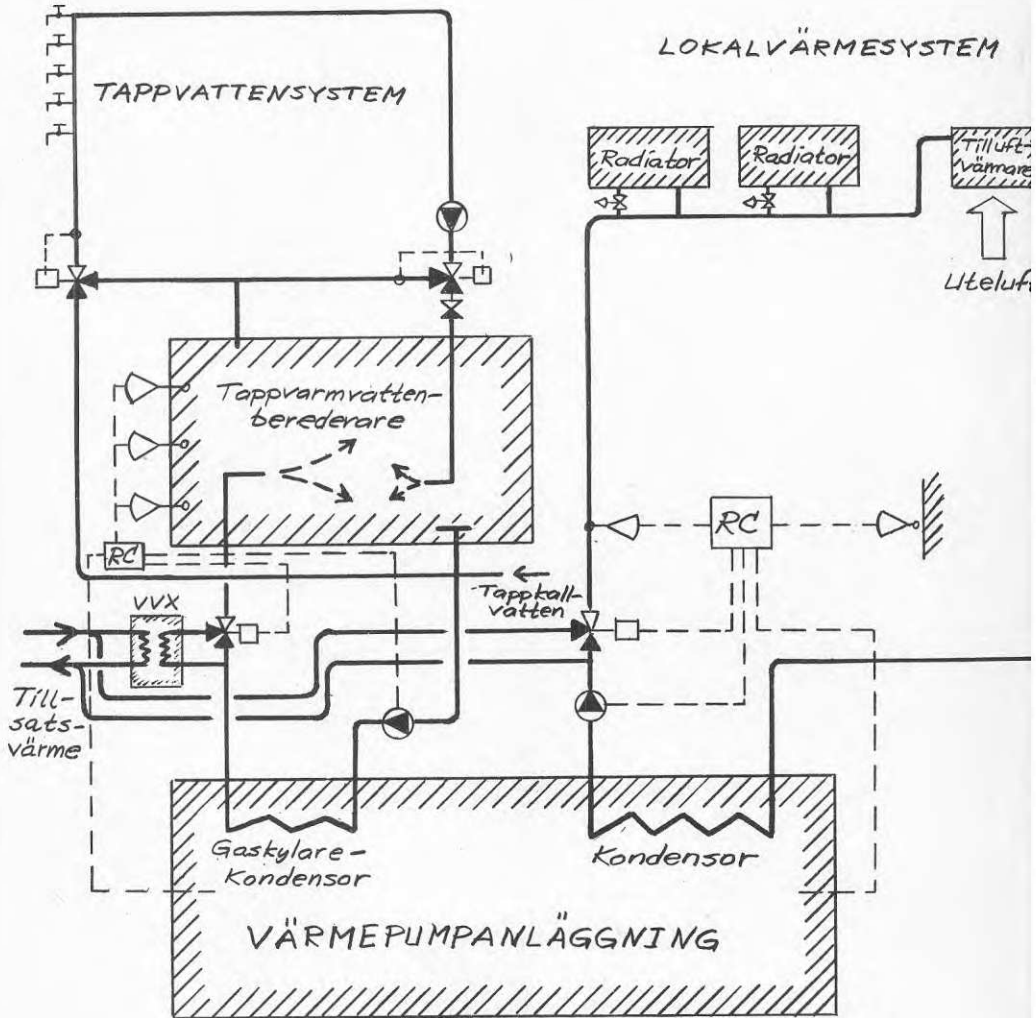 TAPPVATTENSYSTEM
LOKALVÄRMESYSTEM
Radiator
Radiator
Tilluft-
värmare
Uteluft
Tappvarmvatten-
beredevare
RC
RC
Tappkall-
vatten
VVX
Till-
sats-
värme
Gaskylare-
Kondensor
Kondensor
VÄRMEPUMPANLÄGGNING